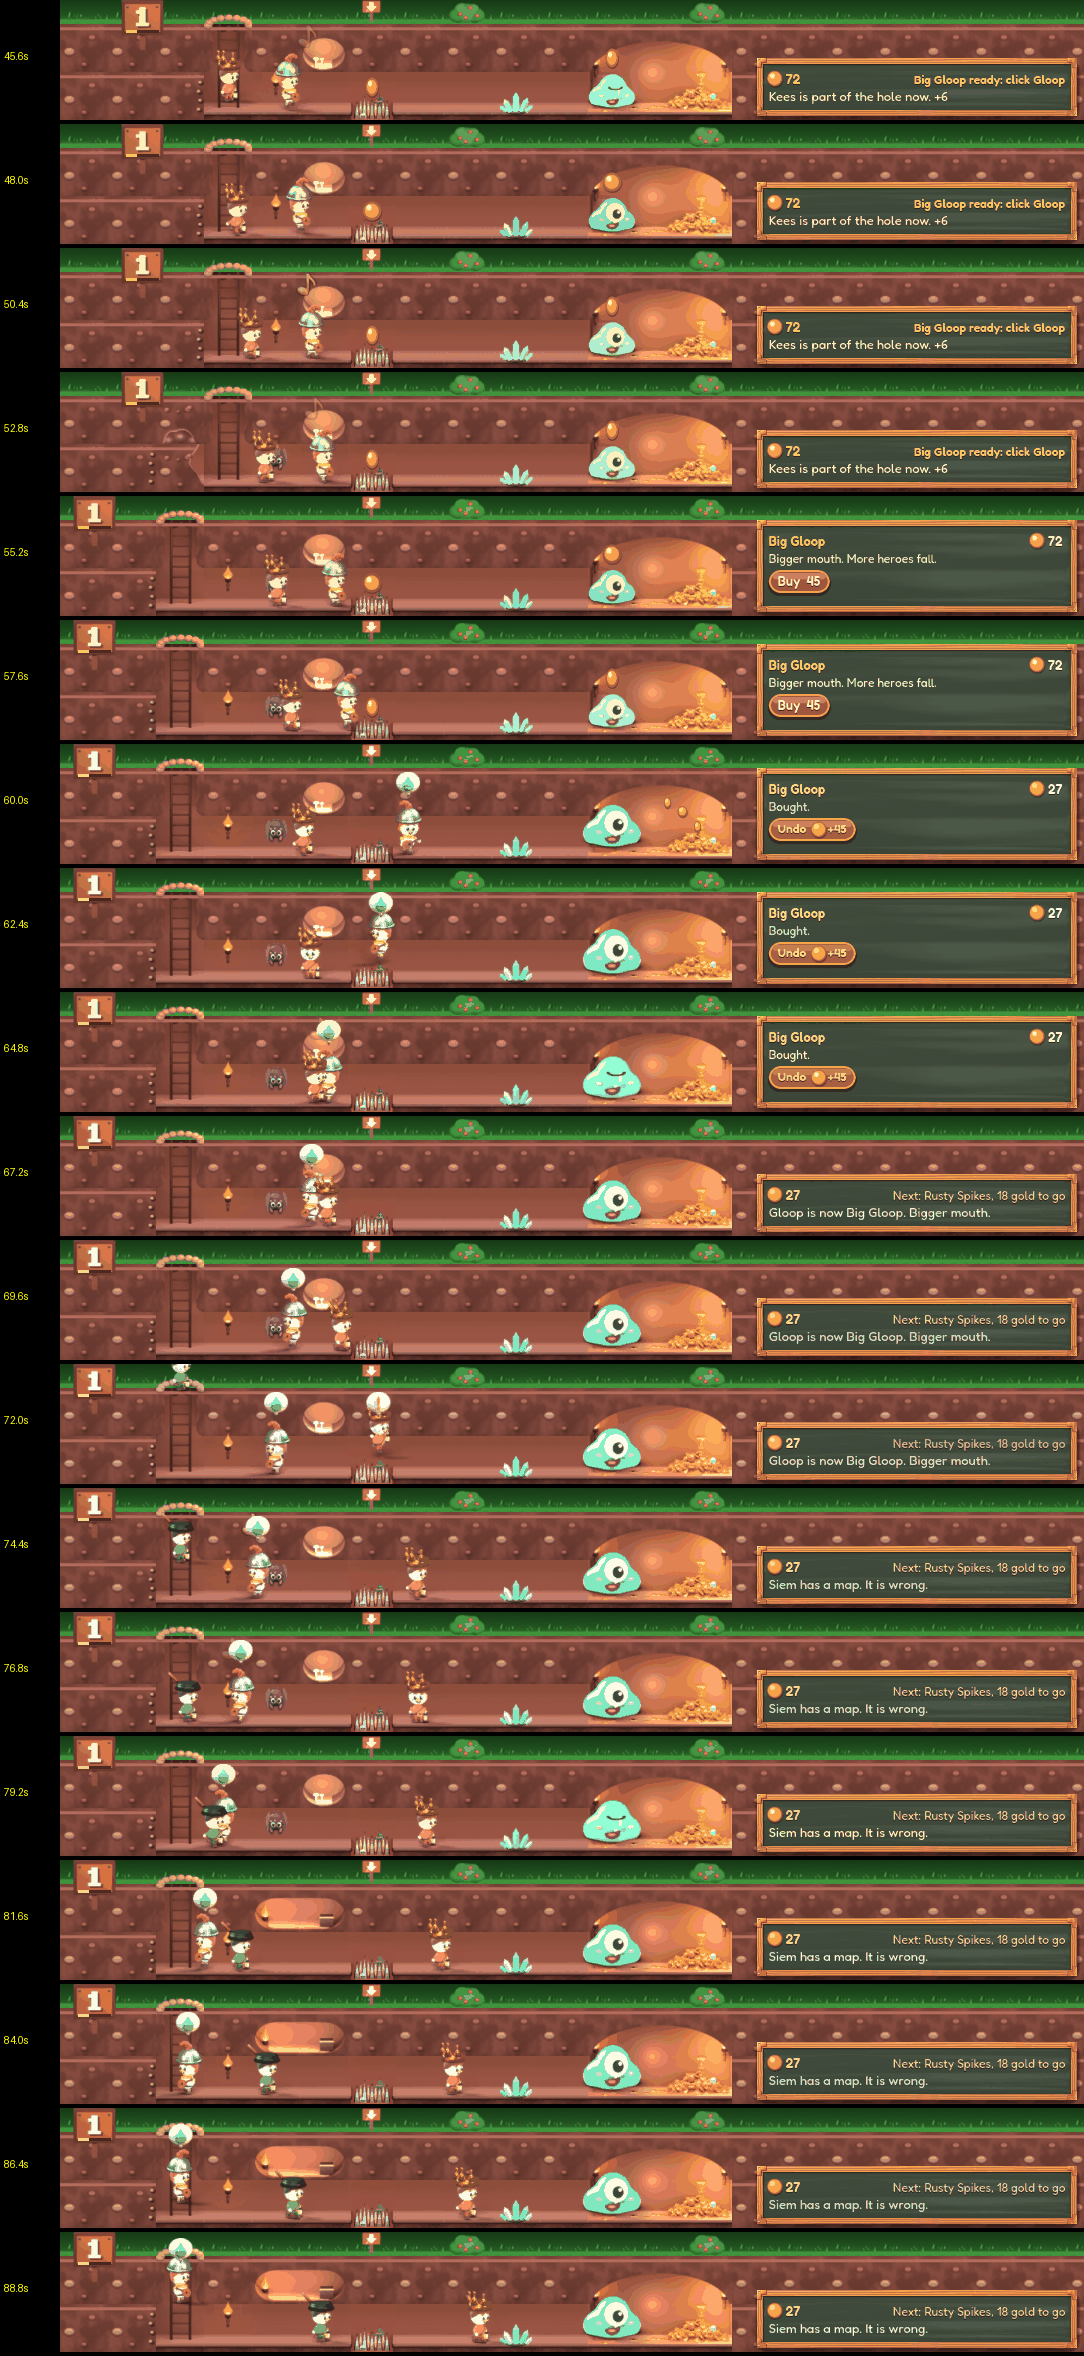 45.6s
1
72 Big Gloop ready: click Gloop
Kees is part of the hole now. +6
48.0s
1
72 Big Gloop ready: click Gloop
Kees is part of the hole now. +6
50.4s
1
72 Big Gloop ready: click Gloop
Kees is part of the hole now. +6
52.8s
1
72 Big Gloop ready: click Gloop
Kees is part of the hole now. +6
55.2s
1
Big Gloop 72
Bigger mouth. More heroes fall.
Buy 45
57.6s
1
Big Gloop 72
Bigger mouth. More heroes fall.
Buy 45
60.0s
1
Big Gloop 27
Bought.
Undo +45
62.4s
1
Big Gloop 27
Bought.
Undo +45
64.8s
1
Big Gloop 27
Bought.
Undo +45
67.2s
1
27 Next: Rusty Spikes, 18 gold to go
Gloop is now Big Gloop. Bigger mouth.
69.6s
1
27 Next: Rusty Spikes, 18 gold to go
Gloop is now Big Gloop. Bigger mouth.
72.0s
1
27 Next: Rusty Spikes, 18 gold to go
Gloop is now Big Gloop. Bigger mouth.
74.4s
1
27 Next: Rusty Spikes, 18 gold to go
Siem has a map. It is wrong.
76.8s
1
27 Next: Rusty Spikes, 18 gold to go
Siem has a map. It is wrong.
79.2s
1
27 Next: Rusty Spikes, 18 gold to go
Siem has a map. It is wrong.
81.6s
1
27 Next: Rusty Spikes, 18 gold to go
Siem has a map. It is wrong.
84.0s
1
27 Next: Rusty Spikes, 18 gold to go
Siem has a map. It is wrong.
86.4s
1
27 Next: Rusty Spikes, 18 gold to go
Siem has a map. It is wrong.
88.8s
1
27 Next: Rusty Spikes, 18 gold to go
Siem has a map. It is wrong.